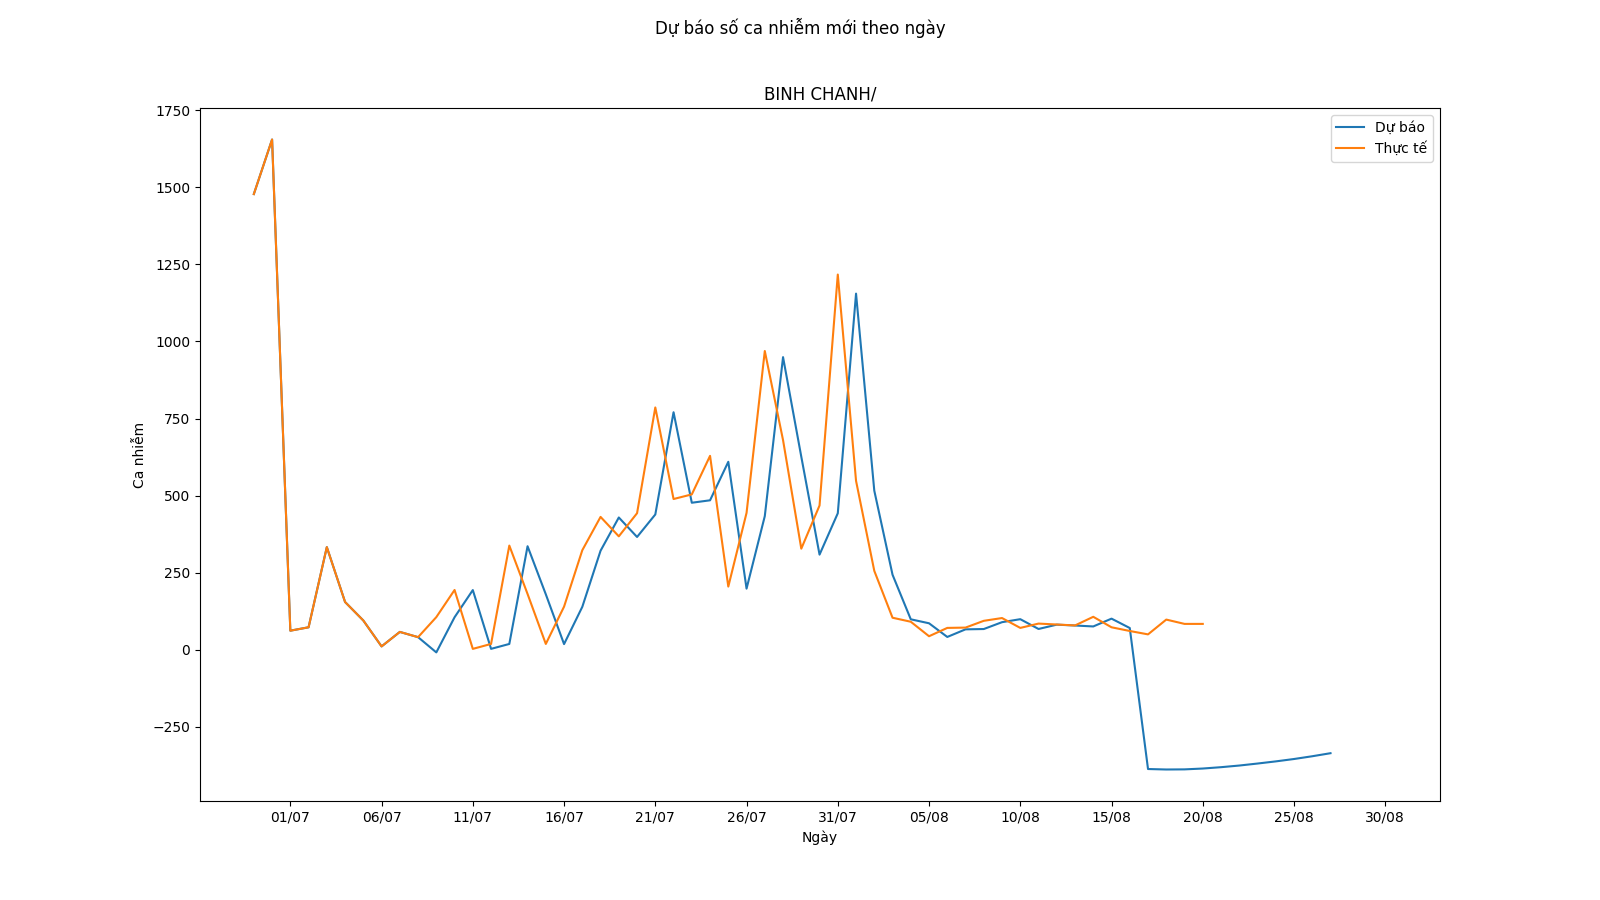 Dự báo số ca nhiễm mới theo ngày
BINH CHANH/
Dự báo
Thực tế
1750
1500
1250
1000
750
500
250
0
−250
Ca nhiễm
01/07 06/07 11/07 16/07 21/07 26/07 31/07 05/08 10/08 15/08 20/08 25/08 30/08
Ngày